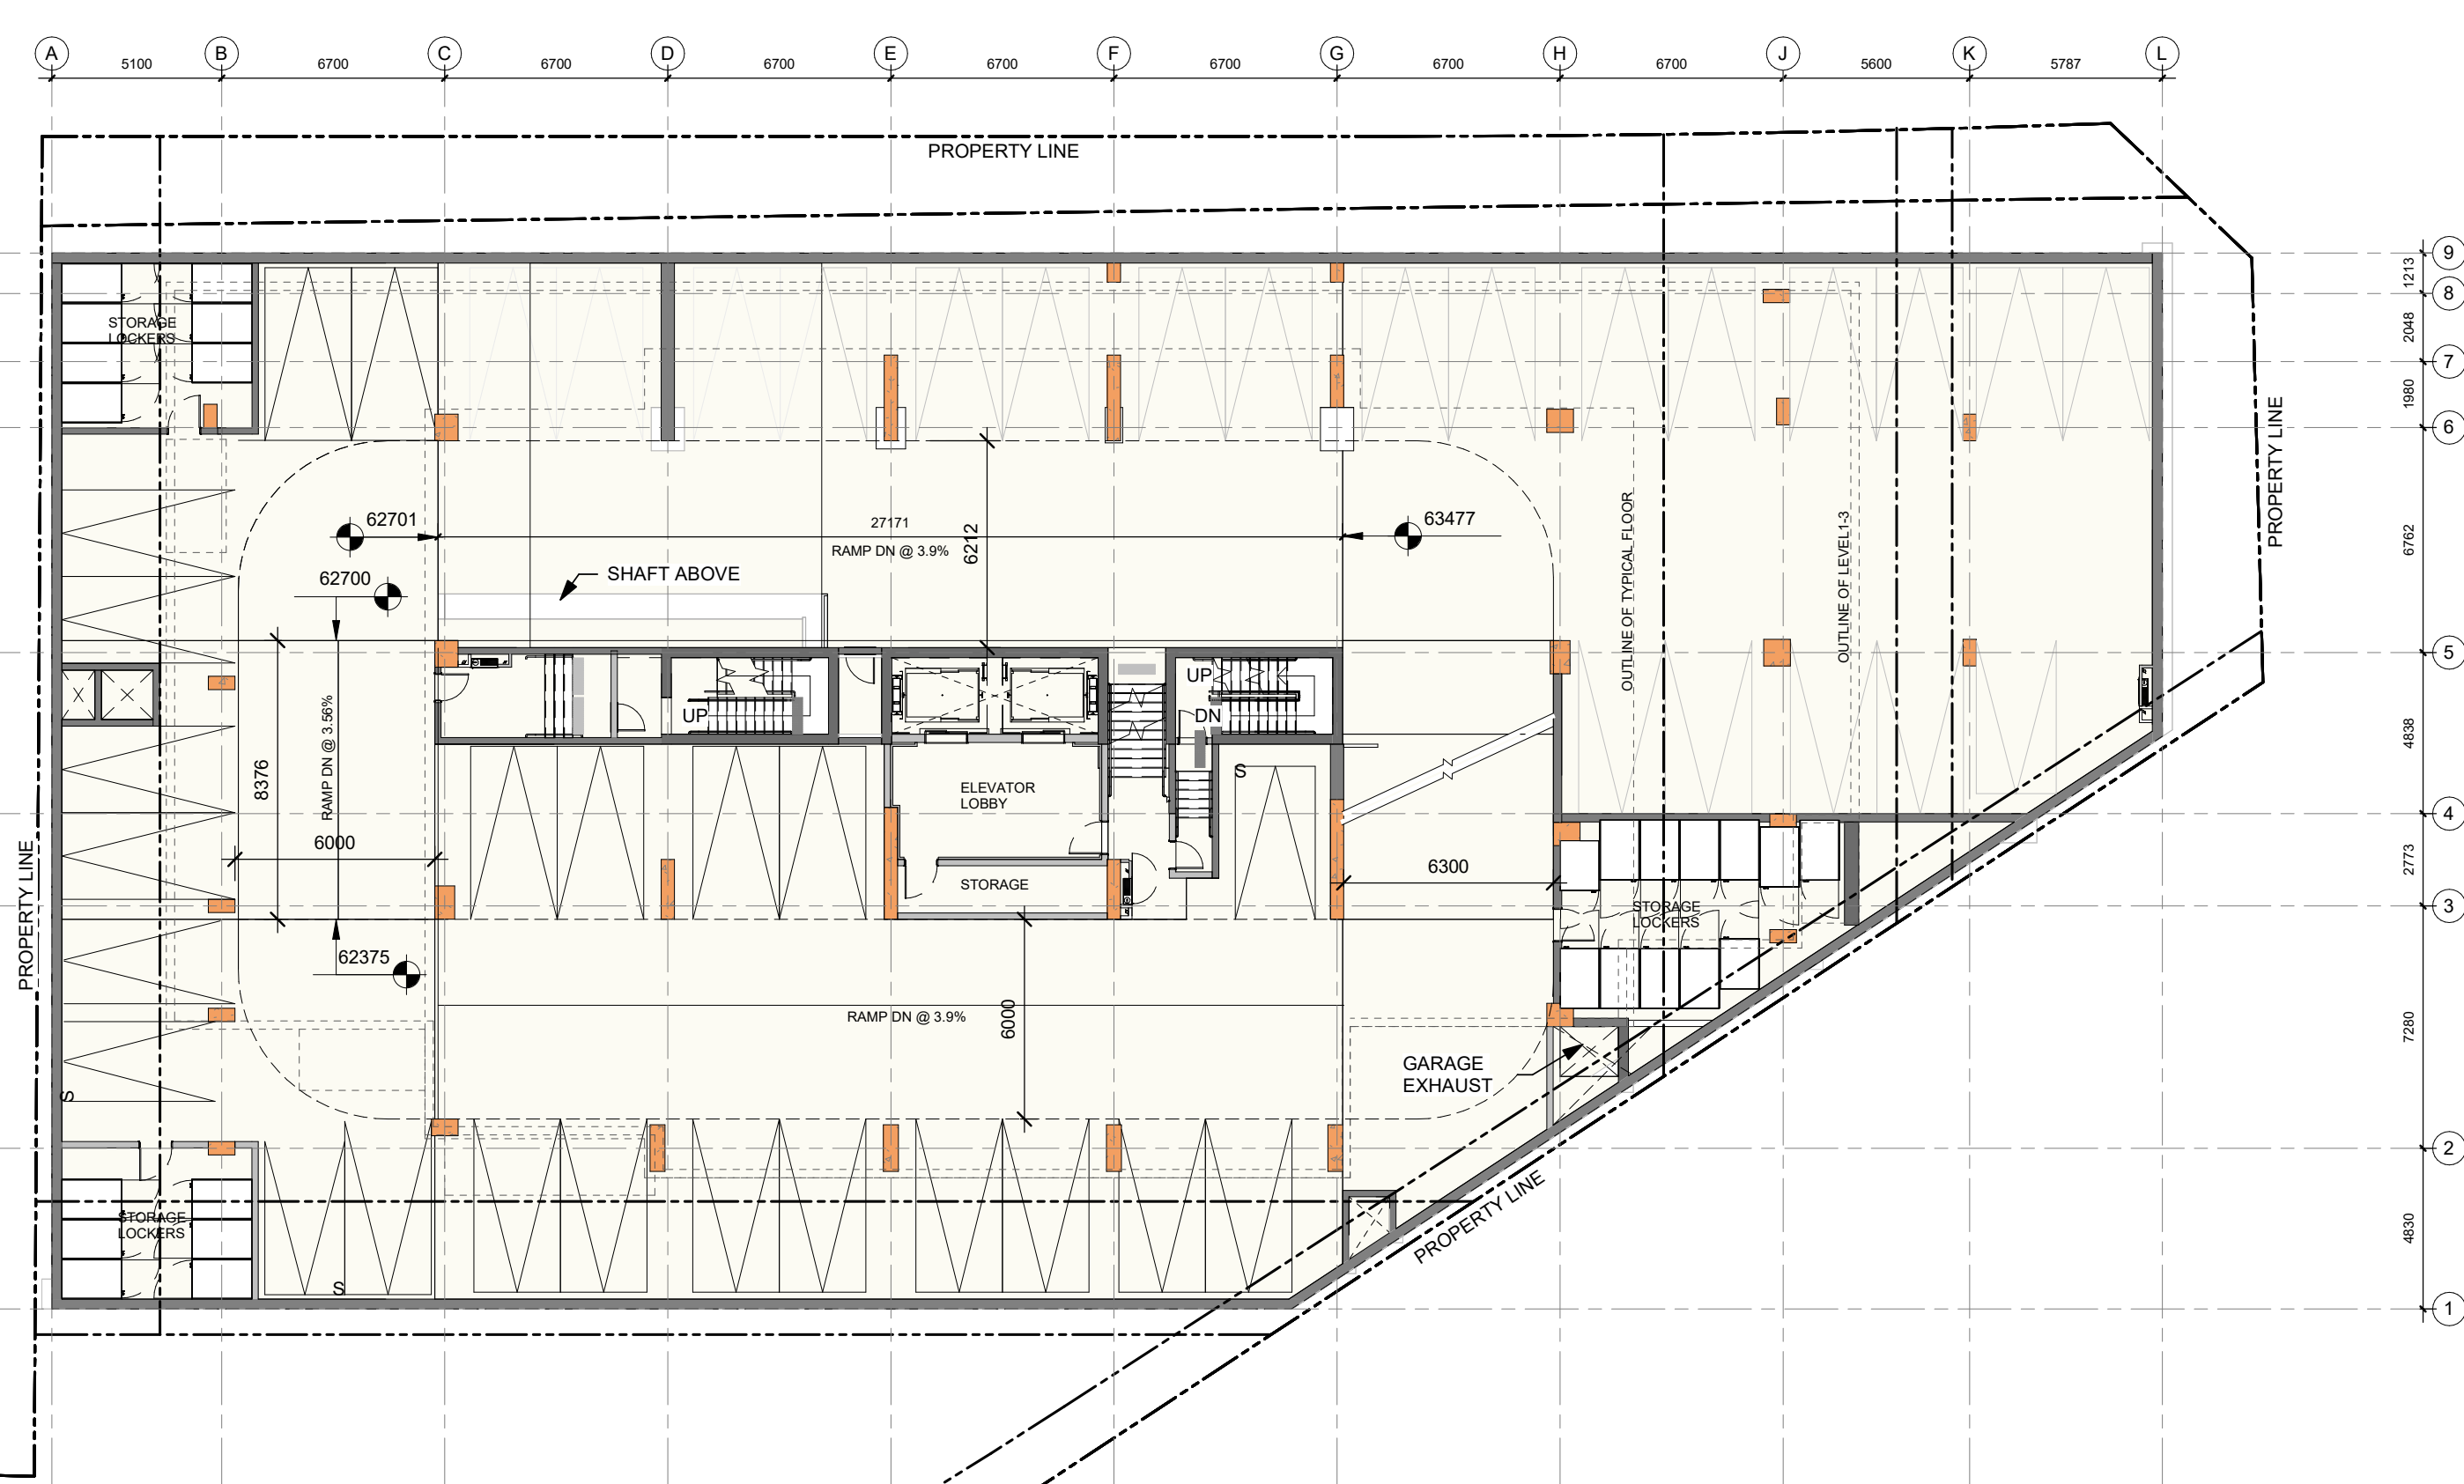 A B C D E F G H J K L
5100 6700 6700 6700 6700 6700 6700 6700 5600 5787
PROPERTY LINE
9
1213
8
2048
7
1980
6
6762
5
4838
4
2773
3
7280
2
4830
1
STORAGE
LOCKERS
62701
27171
RAMP DN @ 3.9%
6212
63477
62700
SHAFT ABOVE
OUTLINE OF TYPICAL FLOOR
OUTLINE OF LEVEL1-3
PROPERTY LINE
UP
UP
DN
S
RAMP DN @ 3.56%
8376
6000
ELEVATOR
LOBBY
STORAGE
6300
STORAGE
LOCKERS
PROPERTY LINE
62375
RAMP DN @ 3.9%
6000
GARAGE
EXHAUST
S
STORAGE
LOCKERS
S
PROPERTY LINE